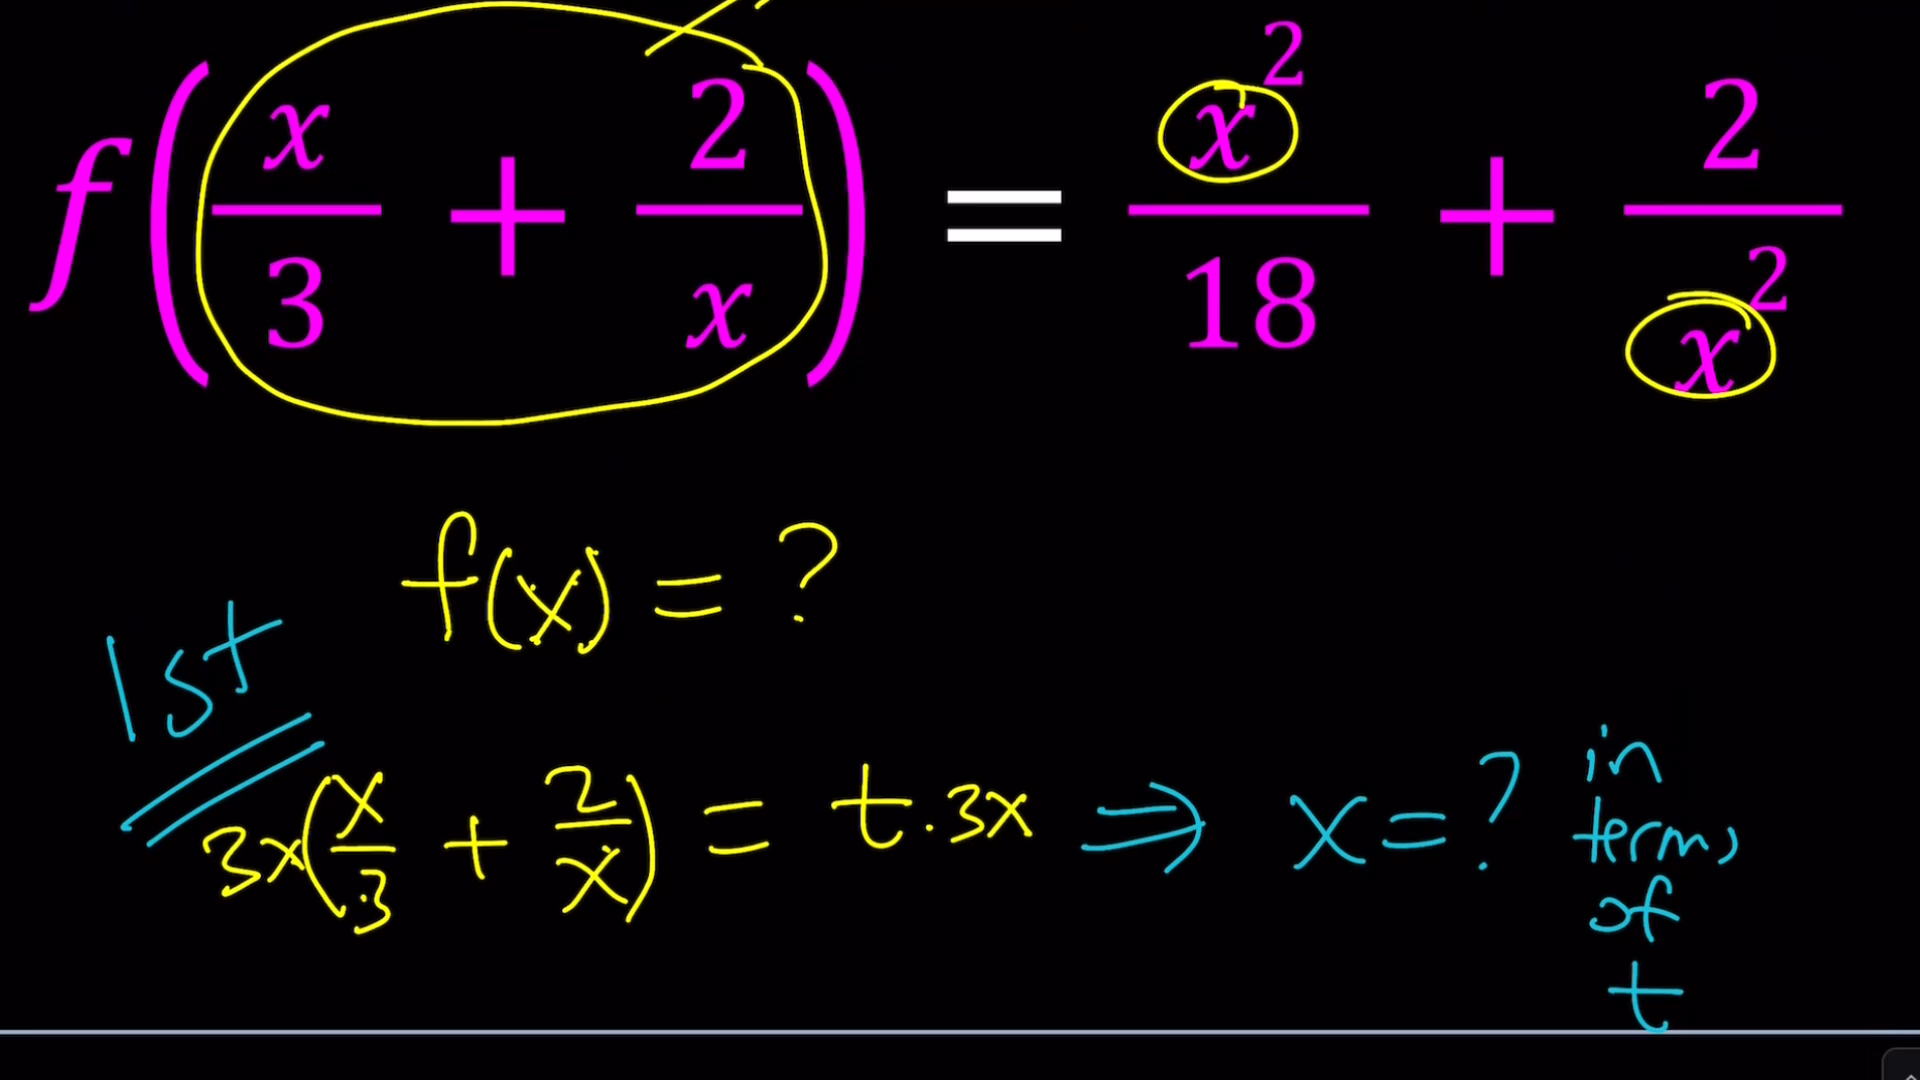 f(x/3 + 2/x) = x²/18 + 2/x²
f(x) = ?
1st
3x(x/3 + 2/x) = t.3x ⇒ x = ? in terms of t